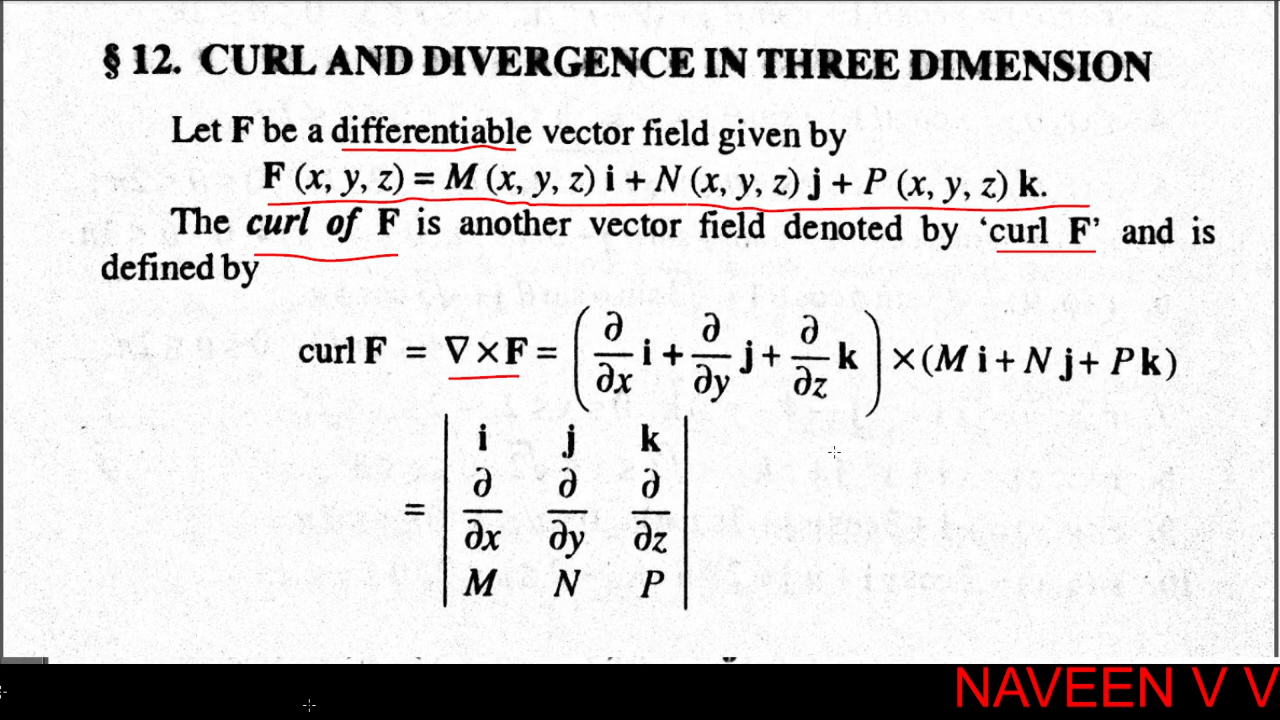 § 12. CURL AND DIVERGENCE IN THREE DIMENSION
Let F be a differentiable vector field given by
F (x, y, z) = M (x, y, z) i + N (x, y, z) j + P (x, y, z) k.
The curl of F is another vector field denoted by ‘curl F’ and is
defined by
curl F = ∇ × F = ( ∂/∂x i + ∂/∂y j + ∂/∂z k ) × (M i + N j + P k)
= | i j k
∂/∂x ∂/∂y ∂/∂z
M N P |
NAVEEN V V